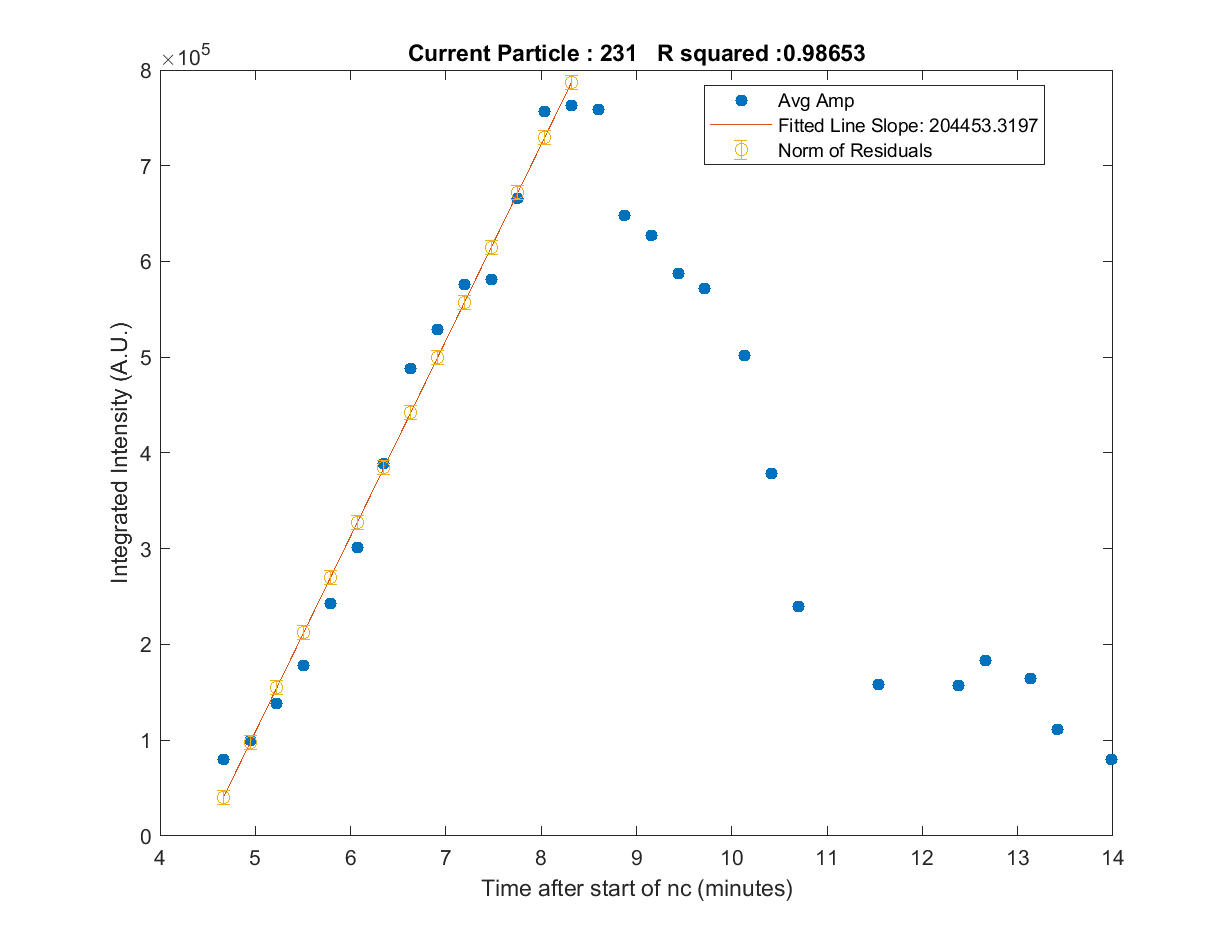 Current Particle : 231   R squared :0.98653
×10^5
8
7
6
5
4
3
2
1
0
Integrated Intensity (A.U.)
Avg Amp
Fitted Line Slope: 204453.3197
Norm of Residuals
4 5 6 7 8 9 10 11 12 13 14
Time after start of nc (minutes)